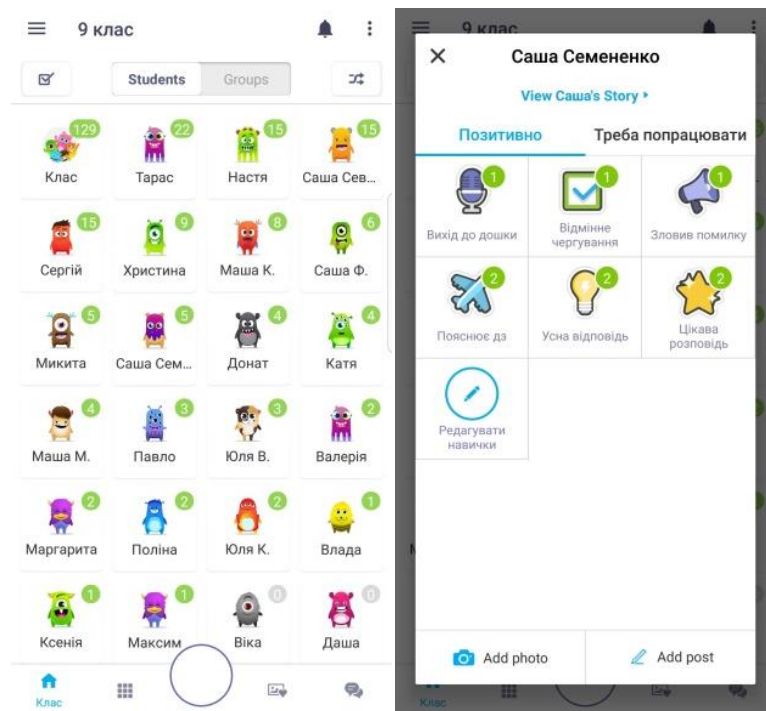 9 клас
Students Groups
129 22 15 15
Клас Тарас Настя Саша Сев...
15 9 8 6
Сергій Христина Маша К. Саша Ф.
5 5 4 4
Микита Саша Сем... Донат Катя
4 3 3 2
Маша М. Павло Юля В. Валерія
2 2 2 1
Маргарита Поліна Юля К. Влада
1 1 0 0
Ксенія Максим Віка Даша
Клас
9 клас
Саша Семененко
View Саша's Story
Позитивно Треба попрацювати
1 1 1
Вихід до дошки Відмінне чергування Зловив помилку
2 2 2
Пояснює дз Усна відповідь Цікава розповідь
Редагувати
навички
Add photo Add post
Клас